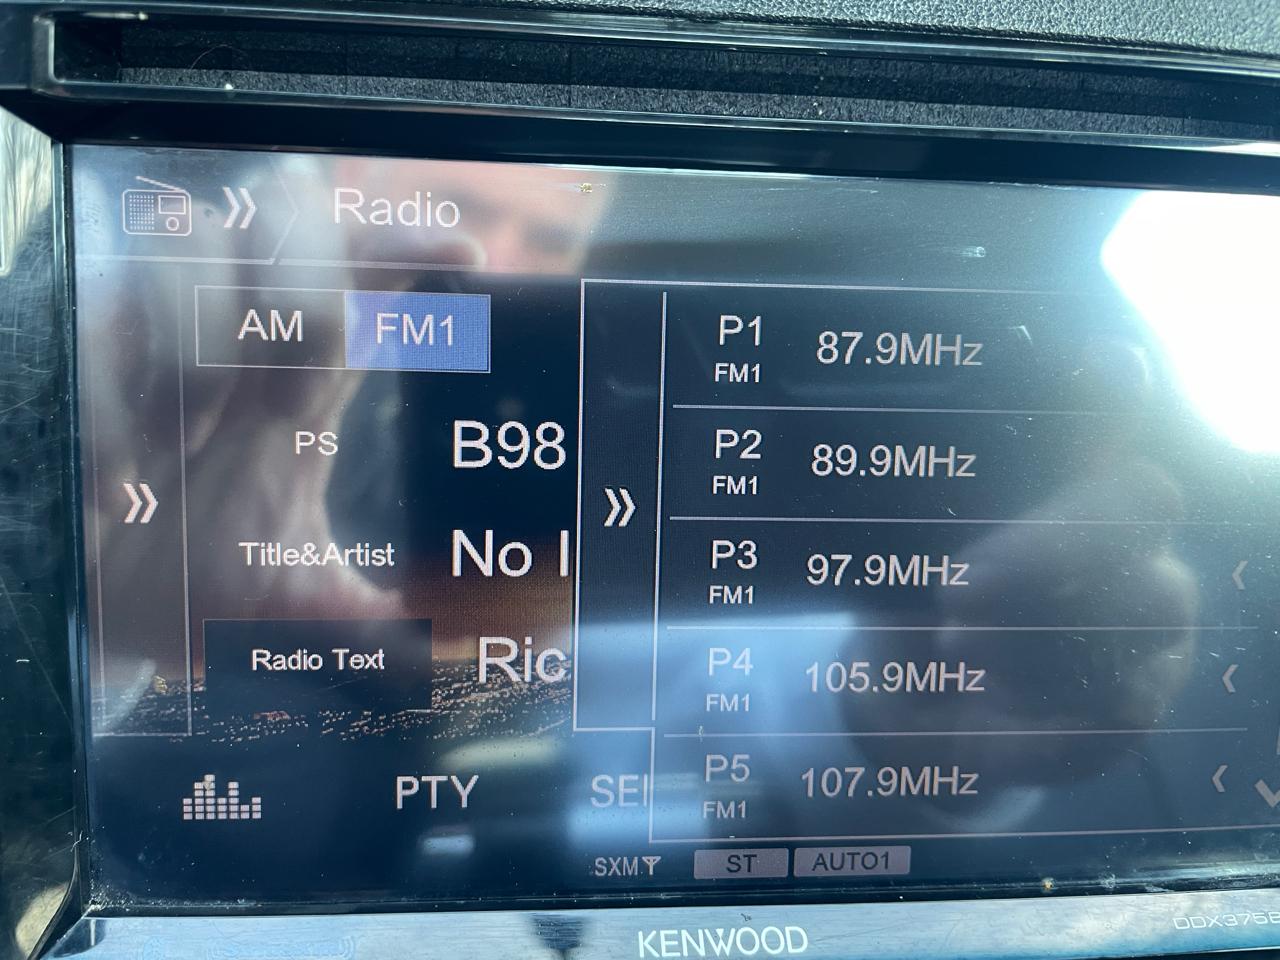 Radio
AM FM1
PS B98
Title&Artist No I
Radio Text Ric
PTY SE
P1 87.9MHz
FM1
P2 89.9MHz
FM1
P3 97.9MHz
FM1
P4 105.9MHz
FM1
P5 107.9MHz
FM1
SXM ST AUTO1
KENWOOD